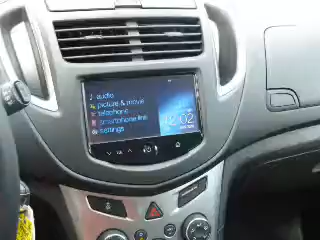 audio
picture & movie
telephone
smartphone link
settings
12:02